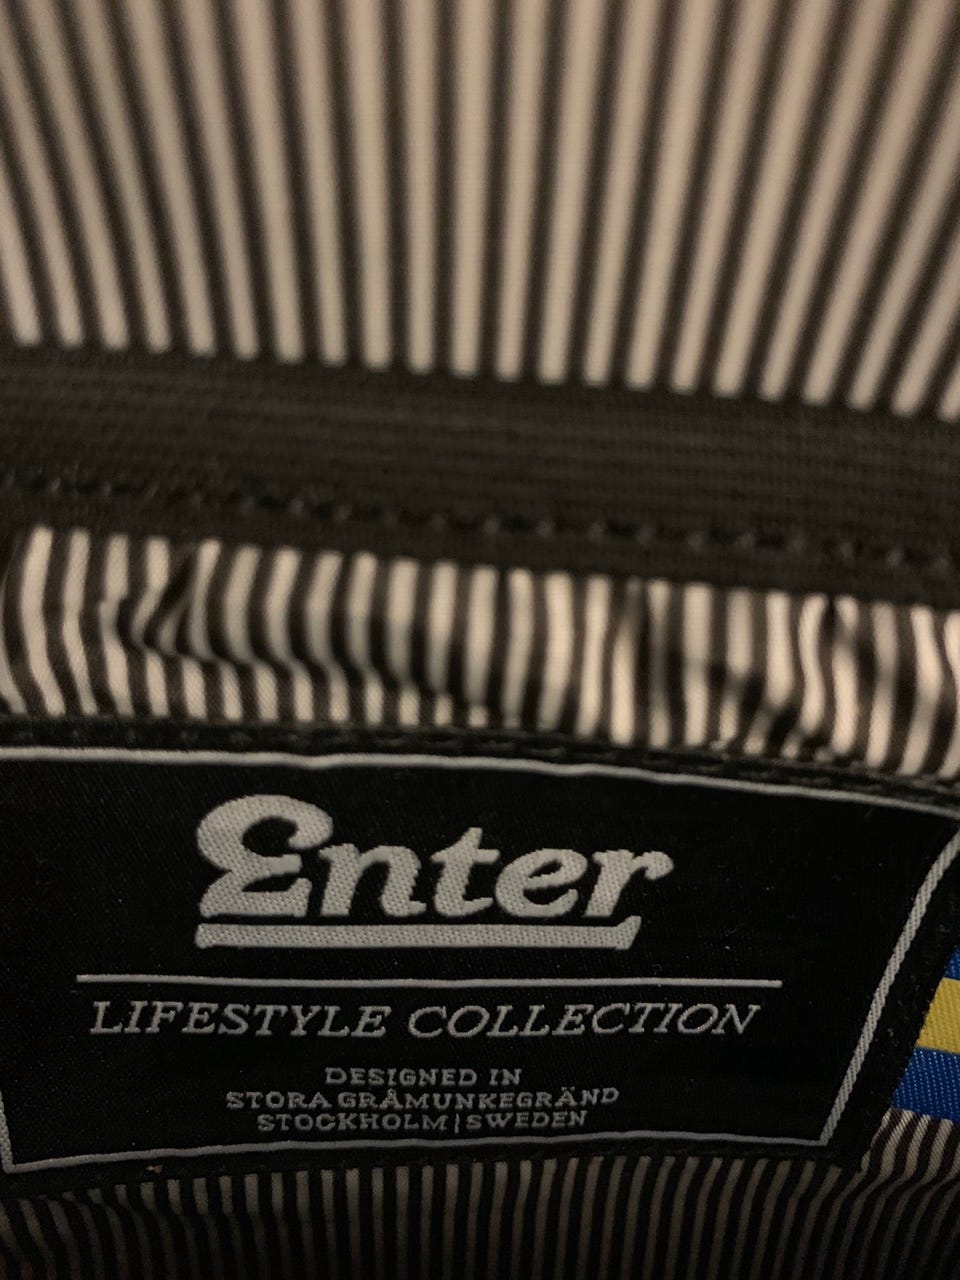 Enter
LIFESTYLE COLLECTION
DESIGNED IN
STORA GRÅMUNKEGRÄND
STOCKHOLM | SWEDEN